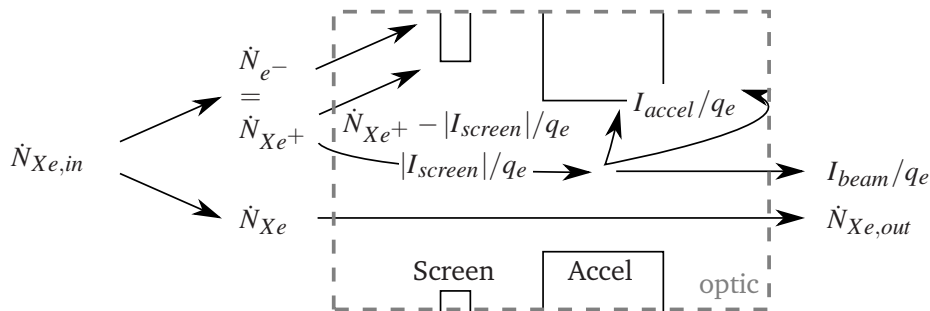 Ṅ_{e−}
=
Ṅ_{Xe+}
I_{accel}/q_e
Ṅ_{Xe+} − |I_{screen}|/q_e
Ṅ_{Xe,in}
|I_{screen}|/q_e
I_{beam}/q_e
Ṅ_{Xe}
Ṅ_{Xe,out}
Screen
Accel
optic